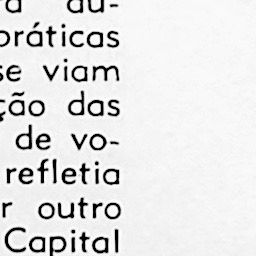 au-
práticas
se viam
ção das
de vo-
refletia
r outro
Capital